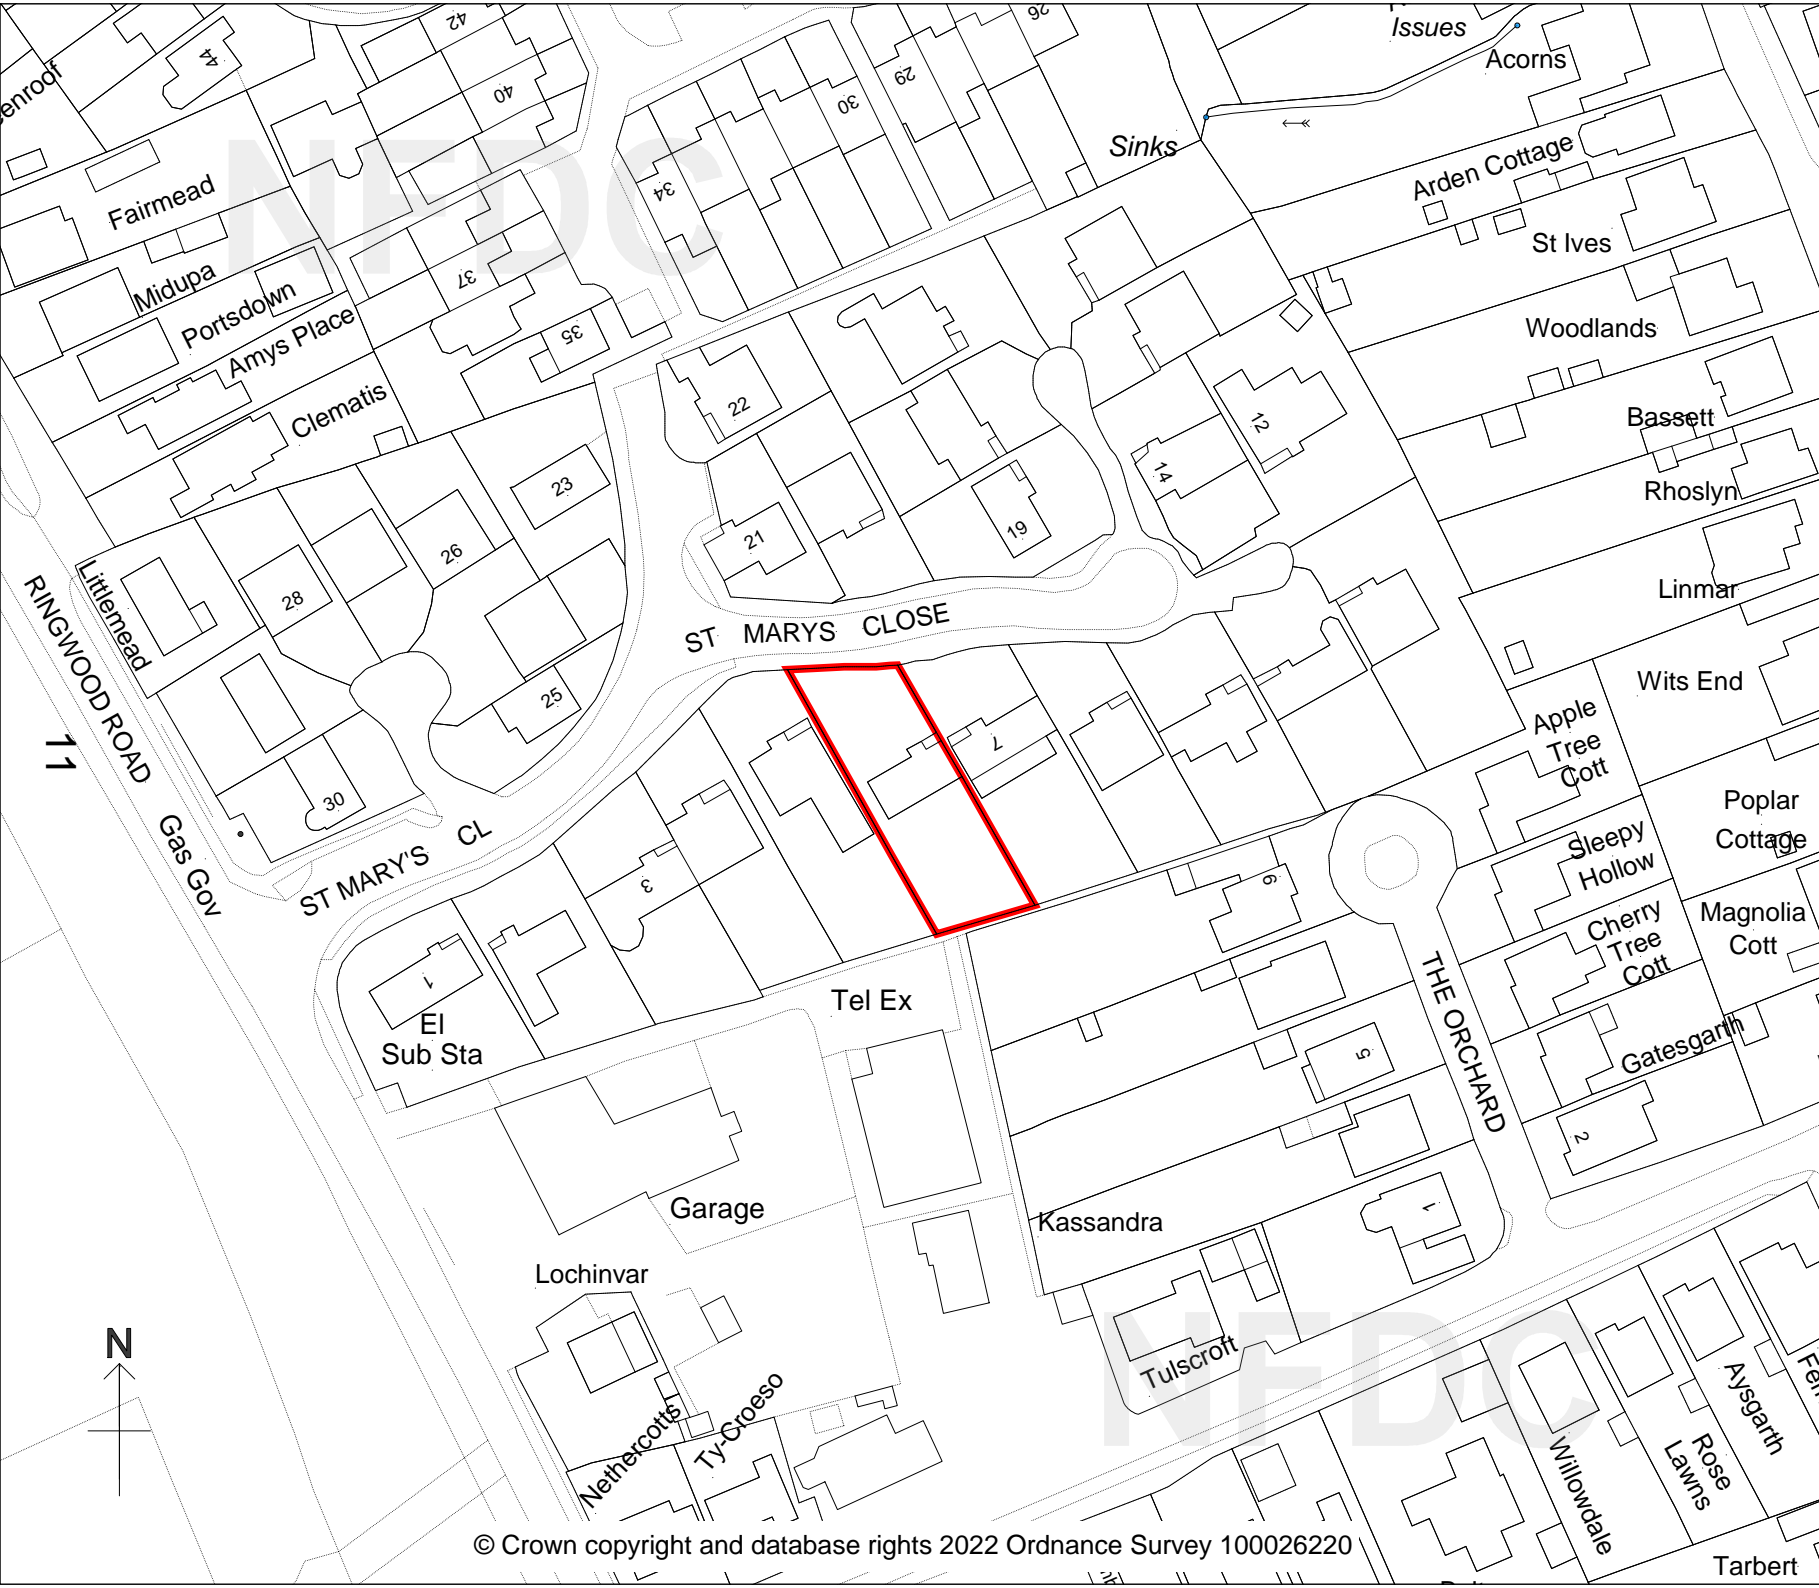 Issues
Acorns
42
44
40
26
29
30
Sinks
Arden Cottage
34
Fairmead
NFDC
St Ives
Midupa
Portsdown
37
35
Amys Place
Woodlands
Clematis
22
12
Bassett
14
23
Rhoslyn
19
21
26
Linmar
28
Littlemead
ST MARYS CLOSE
RINGWOOD ROAD
Wits End
25
Apple
Tree
Cott
7
11
30
Poplar
Cottage
Gas Gov
ST MARY'S CL
Sleepy
Hollow
3
6
Magnolia
Cott
Cherry
Tree
Cott
THE ORCHARD
1
Tel Ex
El
Sub Sta
Gatesgarth
5
2
Garage
Kassandra
1
Lochinvar
N
Tulscroft
NFDC
Nethercotts
Ty-Croeso
Aysgarth
Rose
Lawns
Willowdale
© Crown copyright and database rights 2022 Ordnance Survey 100026220
Tarbert